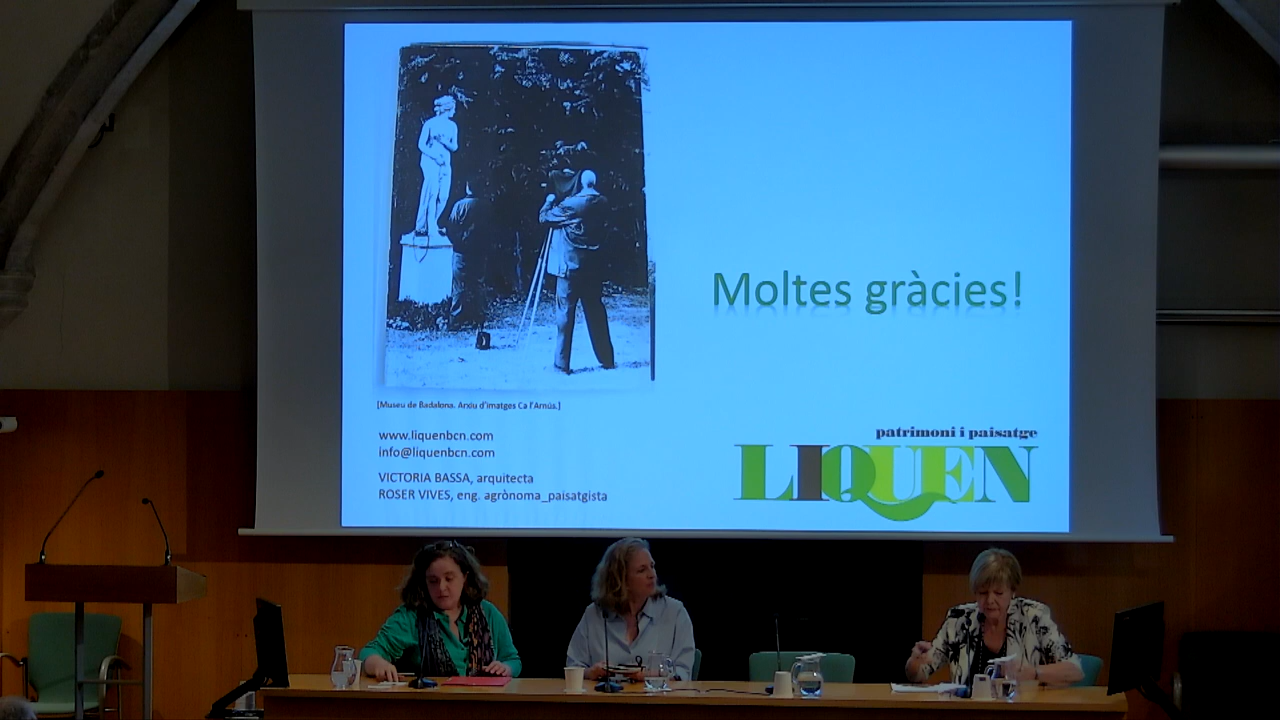 Moltes gràcies!
[Museu de Badalona. Arxiu d'imatges Ca l'Arnús.]
www.liquenbcn.com
info@liquenbcn.com
VICTORIA BASSA, arquitecta
ROSER VIVES, eng. agrònoma_paisatgista
patrimoni i paisatge
LIQUEN